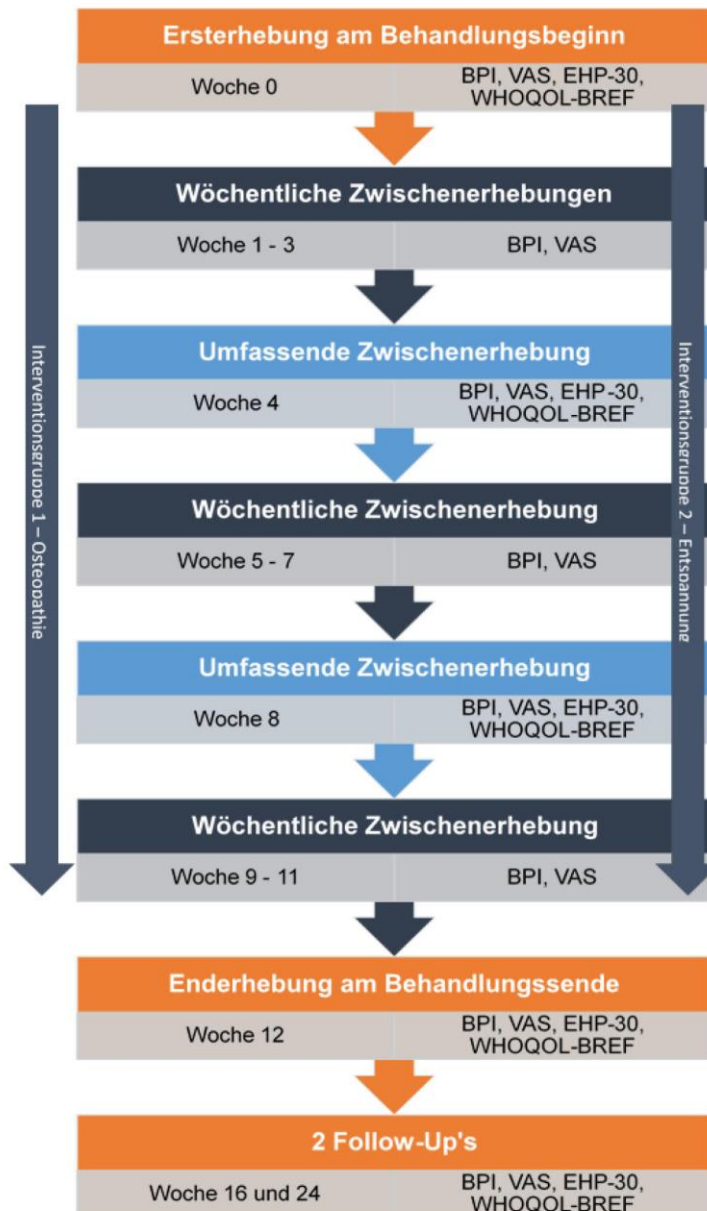 Ersterhebung am Behandlungsbeginn
Woche 0
BPI, VAS, EHP-30,
WHOQOL-BREF
Wöchentliche Zwischenerhebungen
Woche 1 - 3
BPI, VAS
Umfassende Zwischenerhebung
Woche 4
BPI, VAS, EHP-30,
WHOQOL-BREF
Wöchentliche Zwischenerhebung
Woche 5 - 7
BPI, VAS
Umfassende Zwischenerhebung
Woche 8
BPI, VAS, EHP-30,
WHOQOL-BREF
Wöchentliche Zwischenerhebung
Woche 9 - 11
BPI, VAS
Enderhebung am Behandlungssende
Woche 12
BPI, VAS, EHP-30,
WHOQOL-BREF
2 Follow-Up's
Woche 16 und 24
BPI, VAS, EHP-30,
WHOQOL-BREF
Interventionsgruppe 1 – Osteopathie
Interventionsgruppe 2 – Entspannung